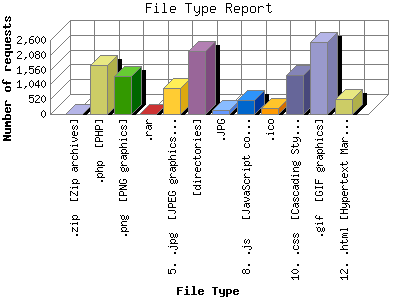 File Type Report
Number of requests
2,600
2,080
1,560
1,040
520
0
.zip [Zip archives]
.php [PHP]
.png [PNG graphics]
.rar
5. .jpg [JPEG graphics...
[directories]
.JPG
8. .js [JavaScript co...
.ico
10. .css [Cascading Sty...
.gif [GIF graphics]
12. .html [Hypertext Mar...
File Type